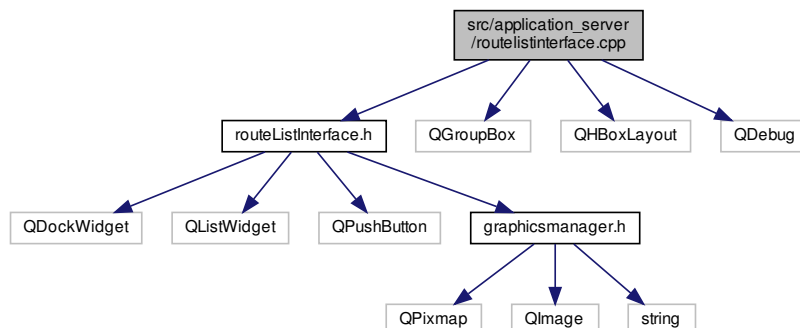 src/application_server
/routelistinterface.cpp
routeListInterface.h
QGroupBox
QHBoxLayout
QDebug
QDockWidget
QListWidget
QPushButton
graphicsmanager.h
QPixmap
QImage
string